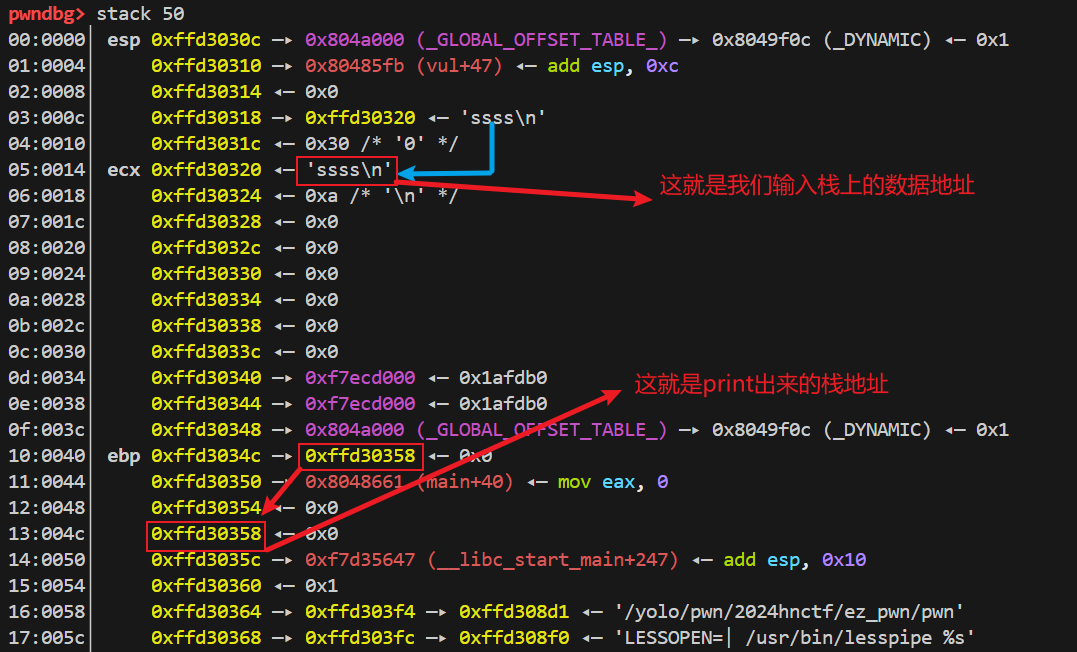 pwndbg> stack 50
00:0000│ esp 0xffd3030c —▸ 0x804a000 (_GLOBAL_OFFSET_TABLE_) —▸ 0x8049f0c (_DYNAMIC) ◂— 0x1
01:0004│ 0xffd30310 —▸ 0x80485fb (vul+47) ◂— add esp, 0xc
02:0008│ 0xffd30314 ◂— 0x0
03:000c│ 0xffd30318 —▸ 0xffd30320 ◂— 'ssss\n'
04:0010│ 0xffd3031c ◂— 0x30 /* '0' */
05:0014│ ecx 0xffd30320 ◂— 'ssss\n'
这就是我们输入栈上的数据地址
06:0018│ 0xffd30324 ◂— 0xa /* '\n' */
07:001c│ 0xffd30328 ◂— 0x0
08:0020│ 0xffd3032c ◂— 0x0
09:0024│ 0xffd30330 ◂— 0x0
0a:0028│ 0xffd30334 ◂— 0x0
0b:002c│ 0xffd30338 ◂— 0x0
0c:0030│ 0xffd3033c ◂— 0x0
0d:0034│ 0xffd30340 —▸ 0xf7ecd000 ◂— 0x1afdb0
这就是print出来的栈地址
0e:0038│ 0xffd30344 —▸ 0xf7ecd000 ◂— 0x1afdb0
0f:003c│ 0xffd30348 —▸ 0x804a000 (_GLOBAL_OFFSET_TABLE_) —▸ 0x8049f0c (_DYNAMIC) ◂— 0x1
10:0040│ ebp 0xffd3034c —▸ 0xffd30358 ◂— 0x0
11:0044│ 0xffd30350 —▸ 0x8048661 (main+40) ◂— mov eax, 0
12:0048│ 0xffd30354 ◂— 0x0
13:004c│ 0xffd30358 ◂— 0x0
14:0050│ 0xffd3035c —▸ 0xf7d35647 (__libc_start_main+247) ◂— add esp, 0x10
15:0054│ 0xffd30360 ◂— 0x1
16:0058│ 0xffd30364 —▸ 0xffd303f4 —▸ 0xffd308d1 ◂— '/yolo/pwn/2024hnctf/ez_pwn/pwn'
17:005c│ 0xffd30368 —▸ 0xffd303fc —▸ 0xffd308f0 ◂— 'LESSOPEN=| /usr/bin/lesspipe %s'